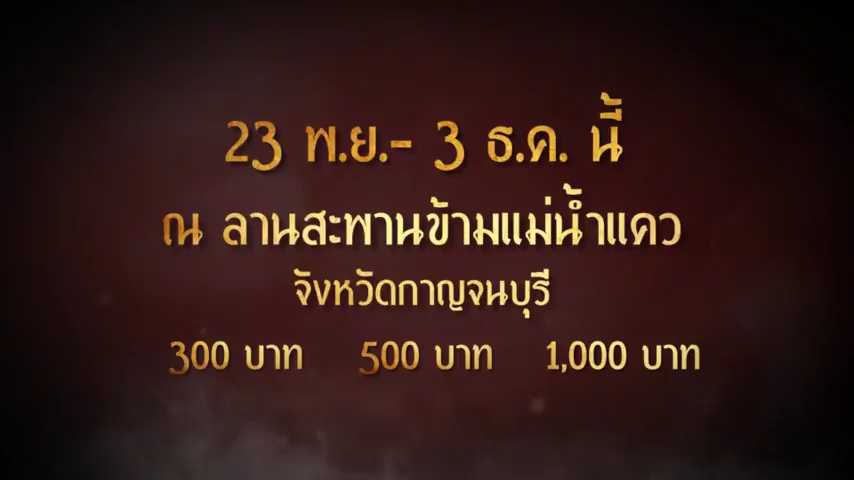 23 พ.ย.- 3 ธ.ค. นี้
ณ ลานสะพานข้ามแม่น้ำแคว
จังหวัดกาญจนบุรี
300 บาท 500 บาท 1,000 บาท